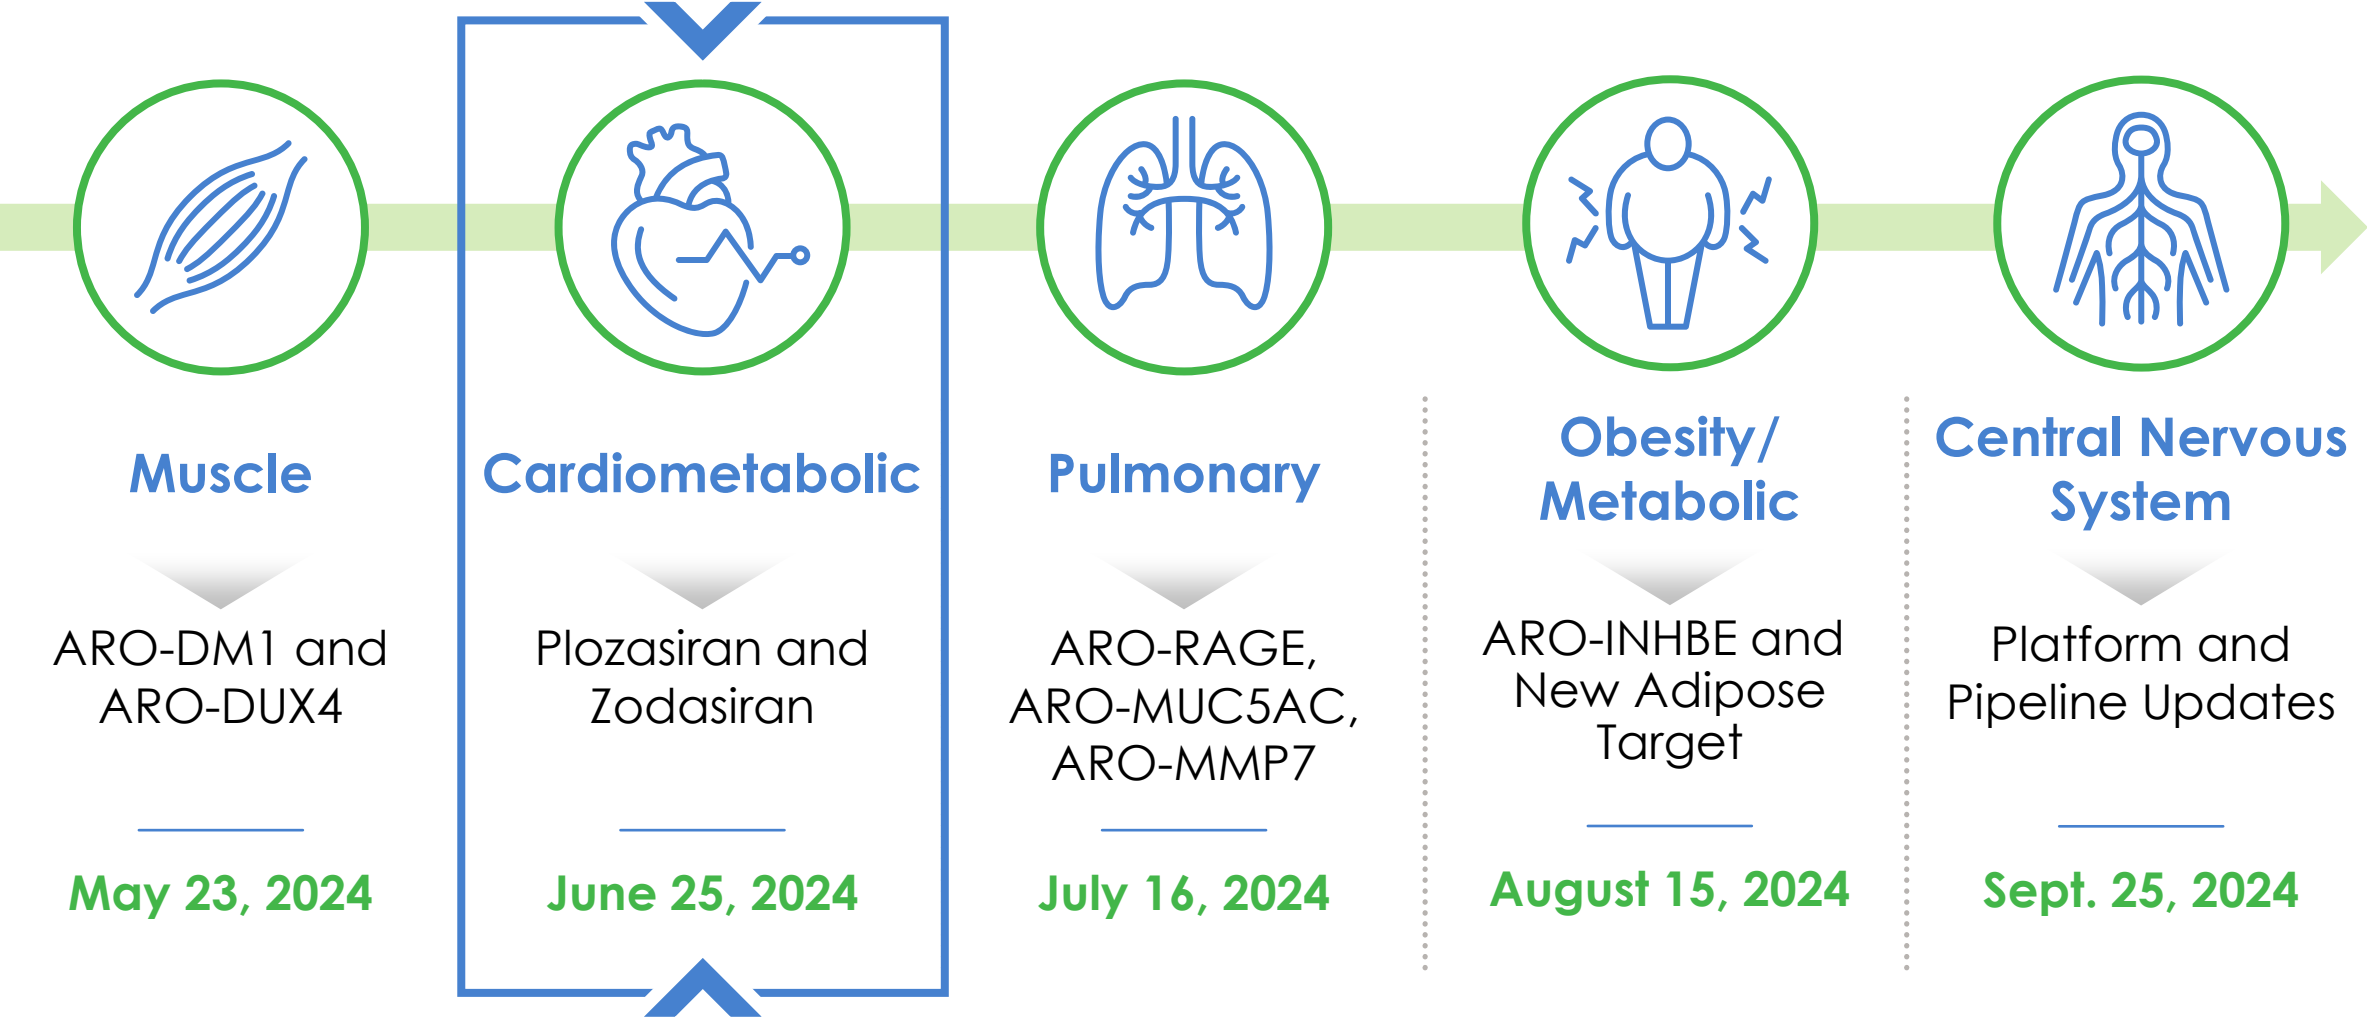 Muscle
ARO-DM1 and
ARO-DUX4
May 23, 2024
Cardiometabolic
Plozasiran and
Zodasiran
June 25, 2024
Pulmonary
ARO-RAGE,
ARO-MUC5AC,
ARO-MMP7
July 16, 2024
Obesity/
Metabolic
ARO-INHBE and
New Adipose
Target
August 15, 2024
Central Nervous
System
Platform and
Pipeline Updates
Sept. 25, 2024